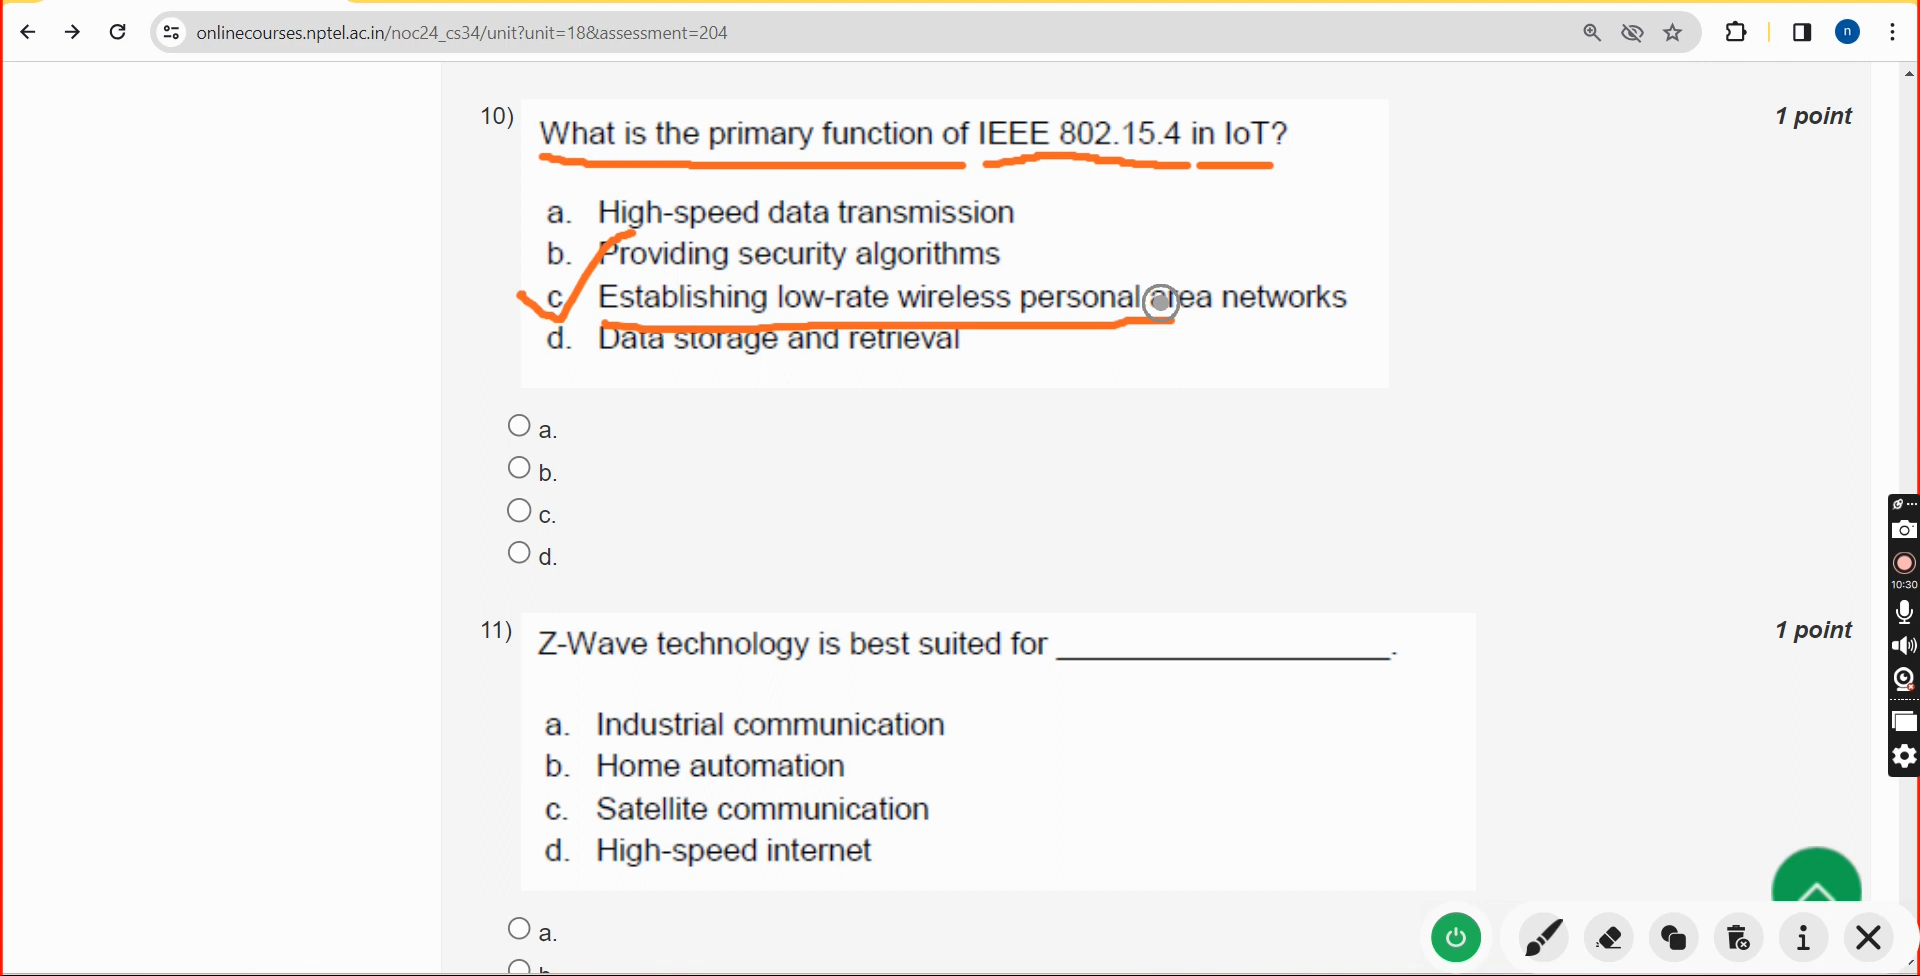 onlinecourses.nptel.ac.in/noc24_cs34/unit?unit=18&assessment=204
n
10)
What is the primary function of IEEE 802.15.4 in IoT?
1 point
a. High-speed data transmission
b. Providing security algorithms
c. Establishing low-rate wireless personal area networks
d. Data storage and retrieval
a.
b.
c.
d.
10:30
11)
Z-Wave technology is best suited for ____________________.
1 point
a. Industrial communication
b. Home automation
c. Satellite communication
d. High-speed internet
a.
b.